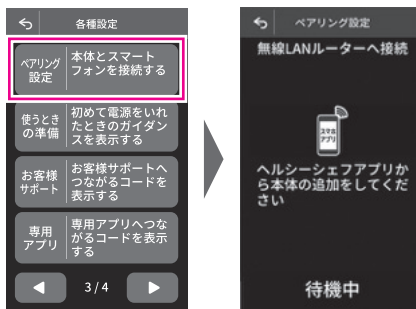 各種設定
ペアリング
設定
本体とスマート
フォンを接続する
使うとき
の準備
初めて電源をいれ
たときのガイダン
スを表示する
お客様
サポート
お客様サポートへ
つながるコードを
表示する
専用
アプリ
専用アプリへつな
がるコードを表示
する
3/4
ペアリング設定
無線LANルーターへ接続
スマホ
アプリ
ヘルシーシェフアプリか
ら本体の追加をしてくだ
さい
待機中